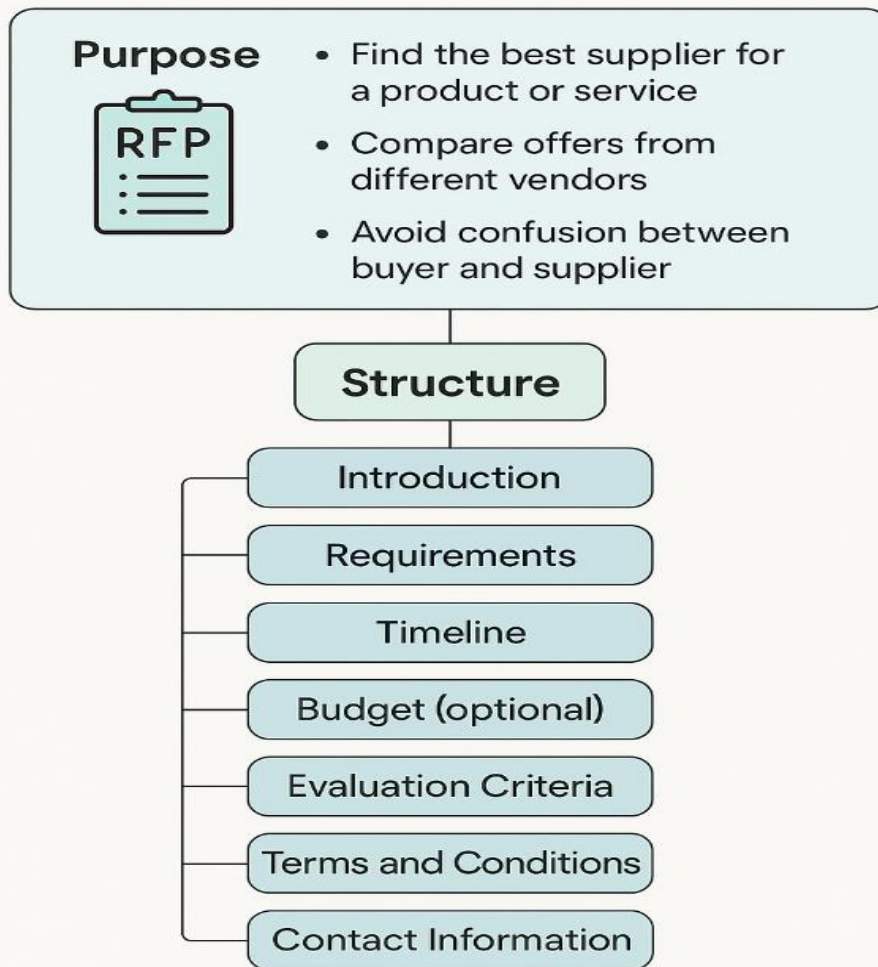 Purpose
RFP
• Find the best supplier for
a product or service
• Compare offers from
different vendors
• Avoid confusion between
buyer and supplier
Structure
Introduction
Requirements
Timeline
Budget (optional)
Evaluation Criteria
Terms and Conditions
Contact Information